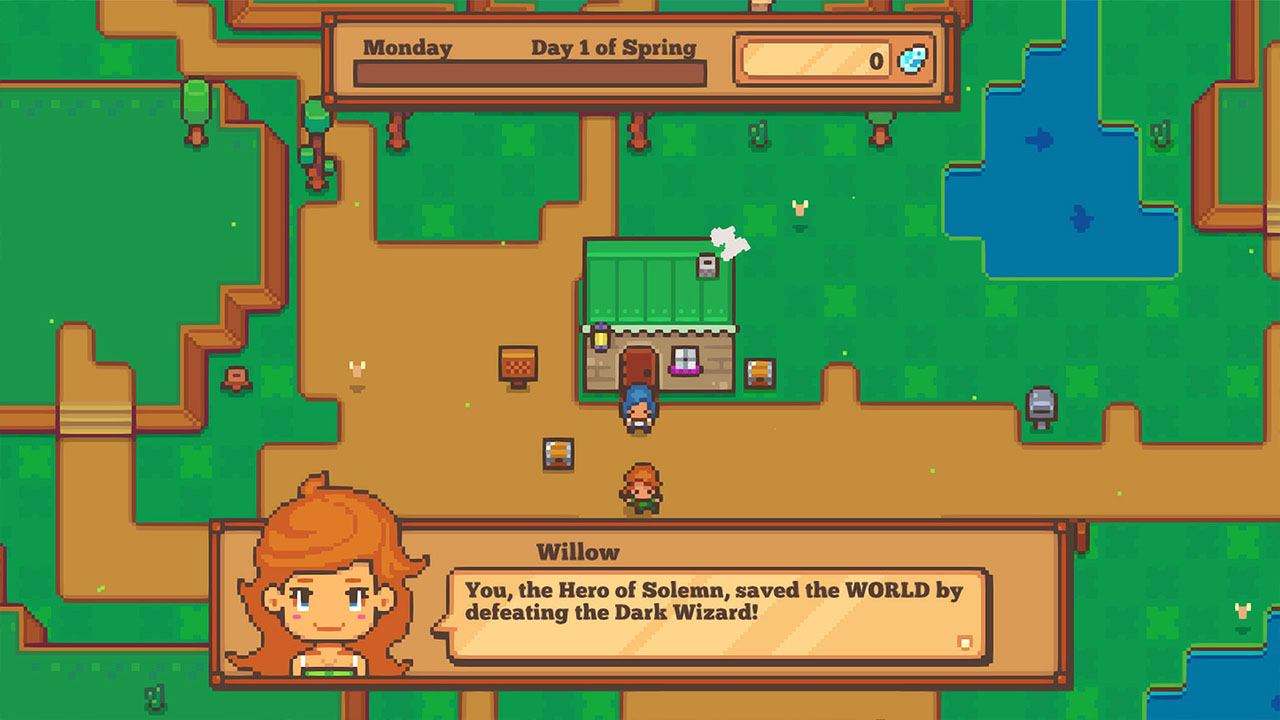 Monday Day 1 of Spring 0
Willow
You, the Hero of Solemn, saved the WORLD by
defeating the Dark Wizard!